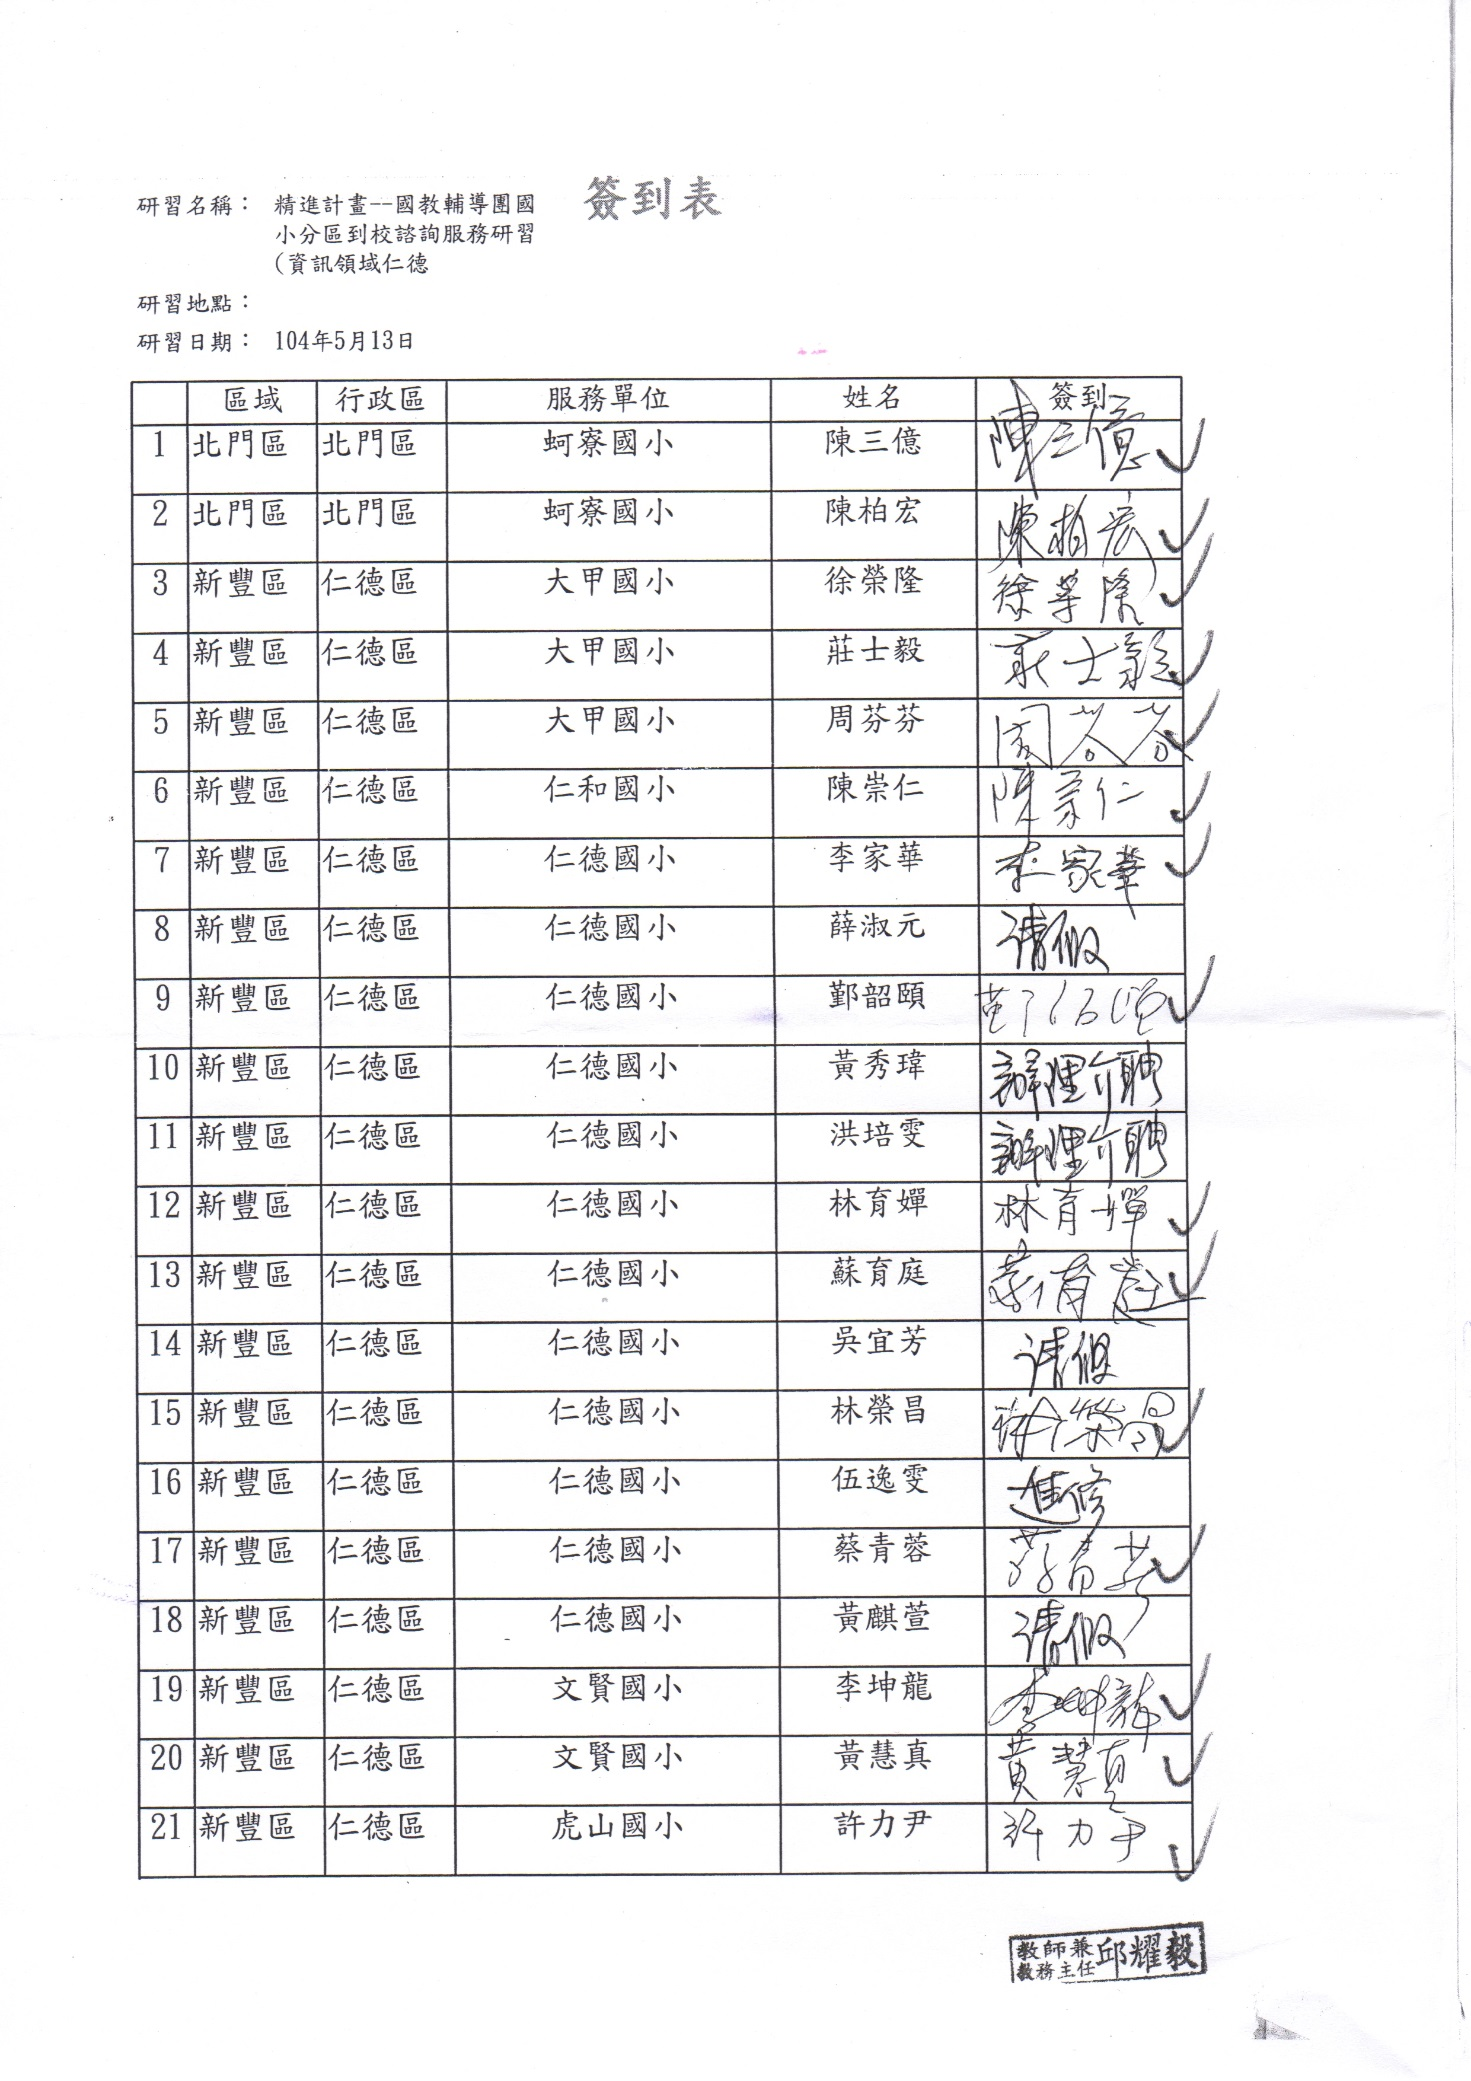 簽到表
研習名稱： 精進計畫--國教輔導團國
小分區到校諮詢服務研習
(資訊領域仁德
研習地點：
研習日期： 104年5月13日
區域 行政區 服務單位 姓名 簽到
1 北門區 北門區 蚵寮國小 陳三億 陳三億
2 北門區 北門區 蚵寮國小 陳柏宏 陳柏宏
3 新豐區 仁德區 大甲國小 徐榮隆 徐榮隆
4 新豐區 仁德區 大甲國小 莊士毅 莊士毅
5 新豐區 仁德區 大甲國小 周芬芬 周芬芬
6 新豐區 仁德區 仁和國小 陳崇仁 陳崇仁
7 新豐區 仁德區 仁德國小 李家華 李家華
8 新豐區 仁德區 仁德國小 薛淑元 請假
9 新豐區 仁德區 仁德國小 鄞韶頤
10 新豐區 仁德區 仁德國小 黃秀瑋 辦理介聘
11 新豐區 仁德區 仁德國小 洪培雯 辦理介聘
12 新豐區 仁德區 仁德國小 林育嬋 林育嬋
13 新豐區 仁德區 仁德國小 蘇育庭 蘇育庭
14 新豐區 仁德區 仁德國小 吳宜芳 請假
15 新豐區 仁德區 仁德國小 林榮昌 林榮昌
16 新豐區 仁德區 仁德國小 伍逸雯 進修
17 新豐區 仁德區 仁德國小 蔡青蓉 蔡青蓉
18 新豐區 仁德區 仁德國小 黃麒萱 請假
19 新豐區 仁德區 文賢國小 李坤龍 李坤龍
20 新豐區 仁德區 文賢國小 黃慧真 黃慧真
21 新豐區 仁德區 虎山國小 許力尹 許力尹
教師兼
教務主任 邱耀毅